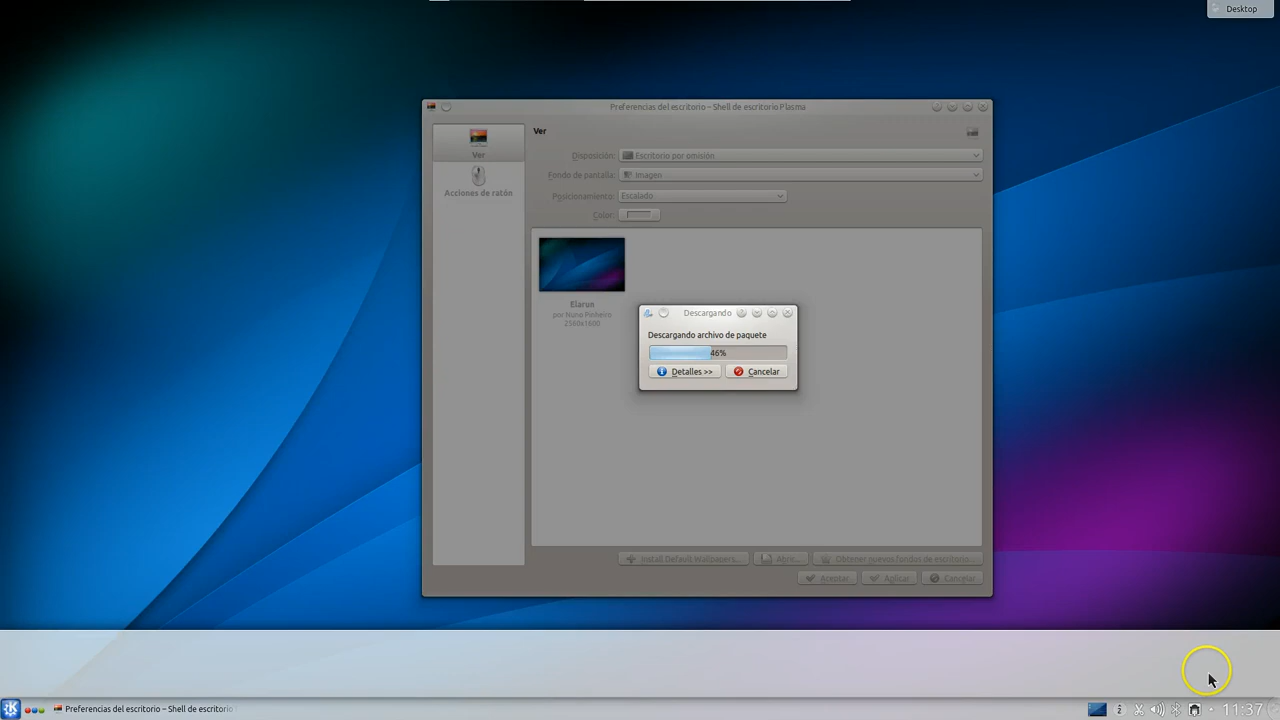 Desktop
Preferencias del escritorio – Shell de escritorio Plasma
Ver
Ver
Acciones de ratón
Disposición:
Escritorio por omisión
Fondo de pantalla:
Imagen
Posicionamiento:
Escalado
Color:
Elarun
por Nuno Pinheiro
2560x1600
Descargando
Descargando archivo de paquete
46%
Detalles >>
Cancelar
Install Default Wallpapers...
Abrir...
Obtener nuevos fondos de escritorio...
Aceptar
Aplicar
Cancelar
Preferencias del escritorio – Shell de escritorio
11:37